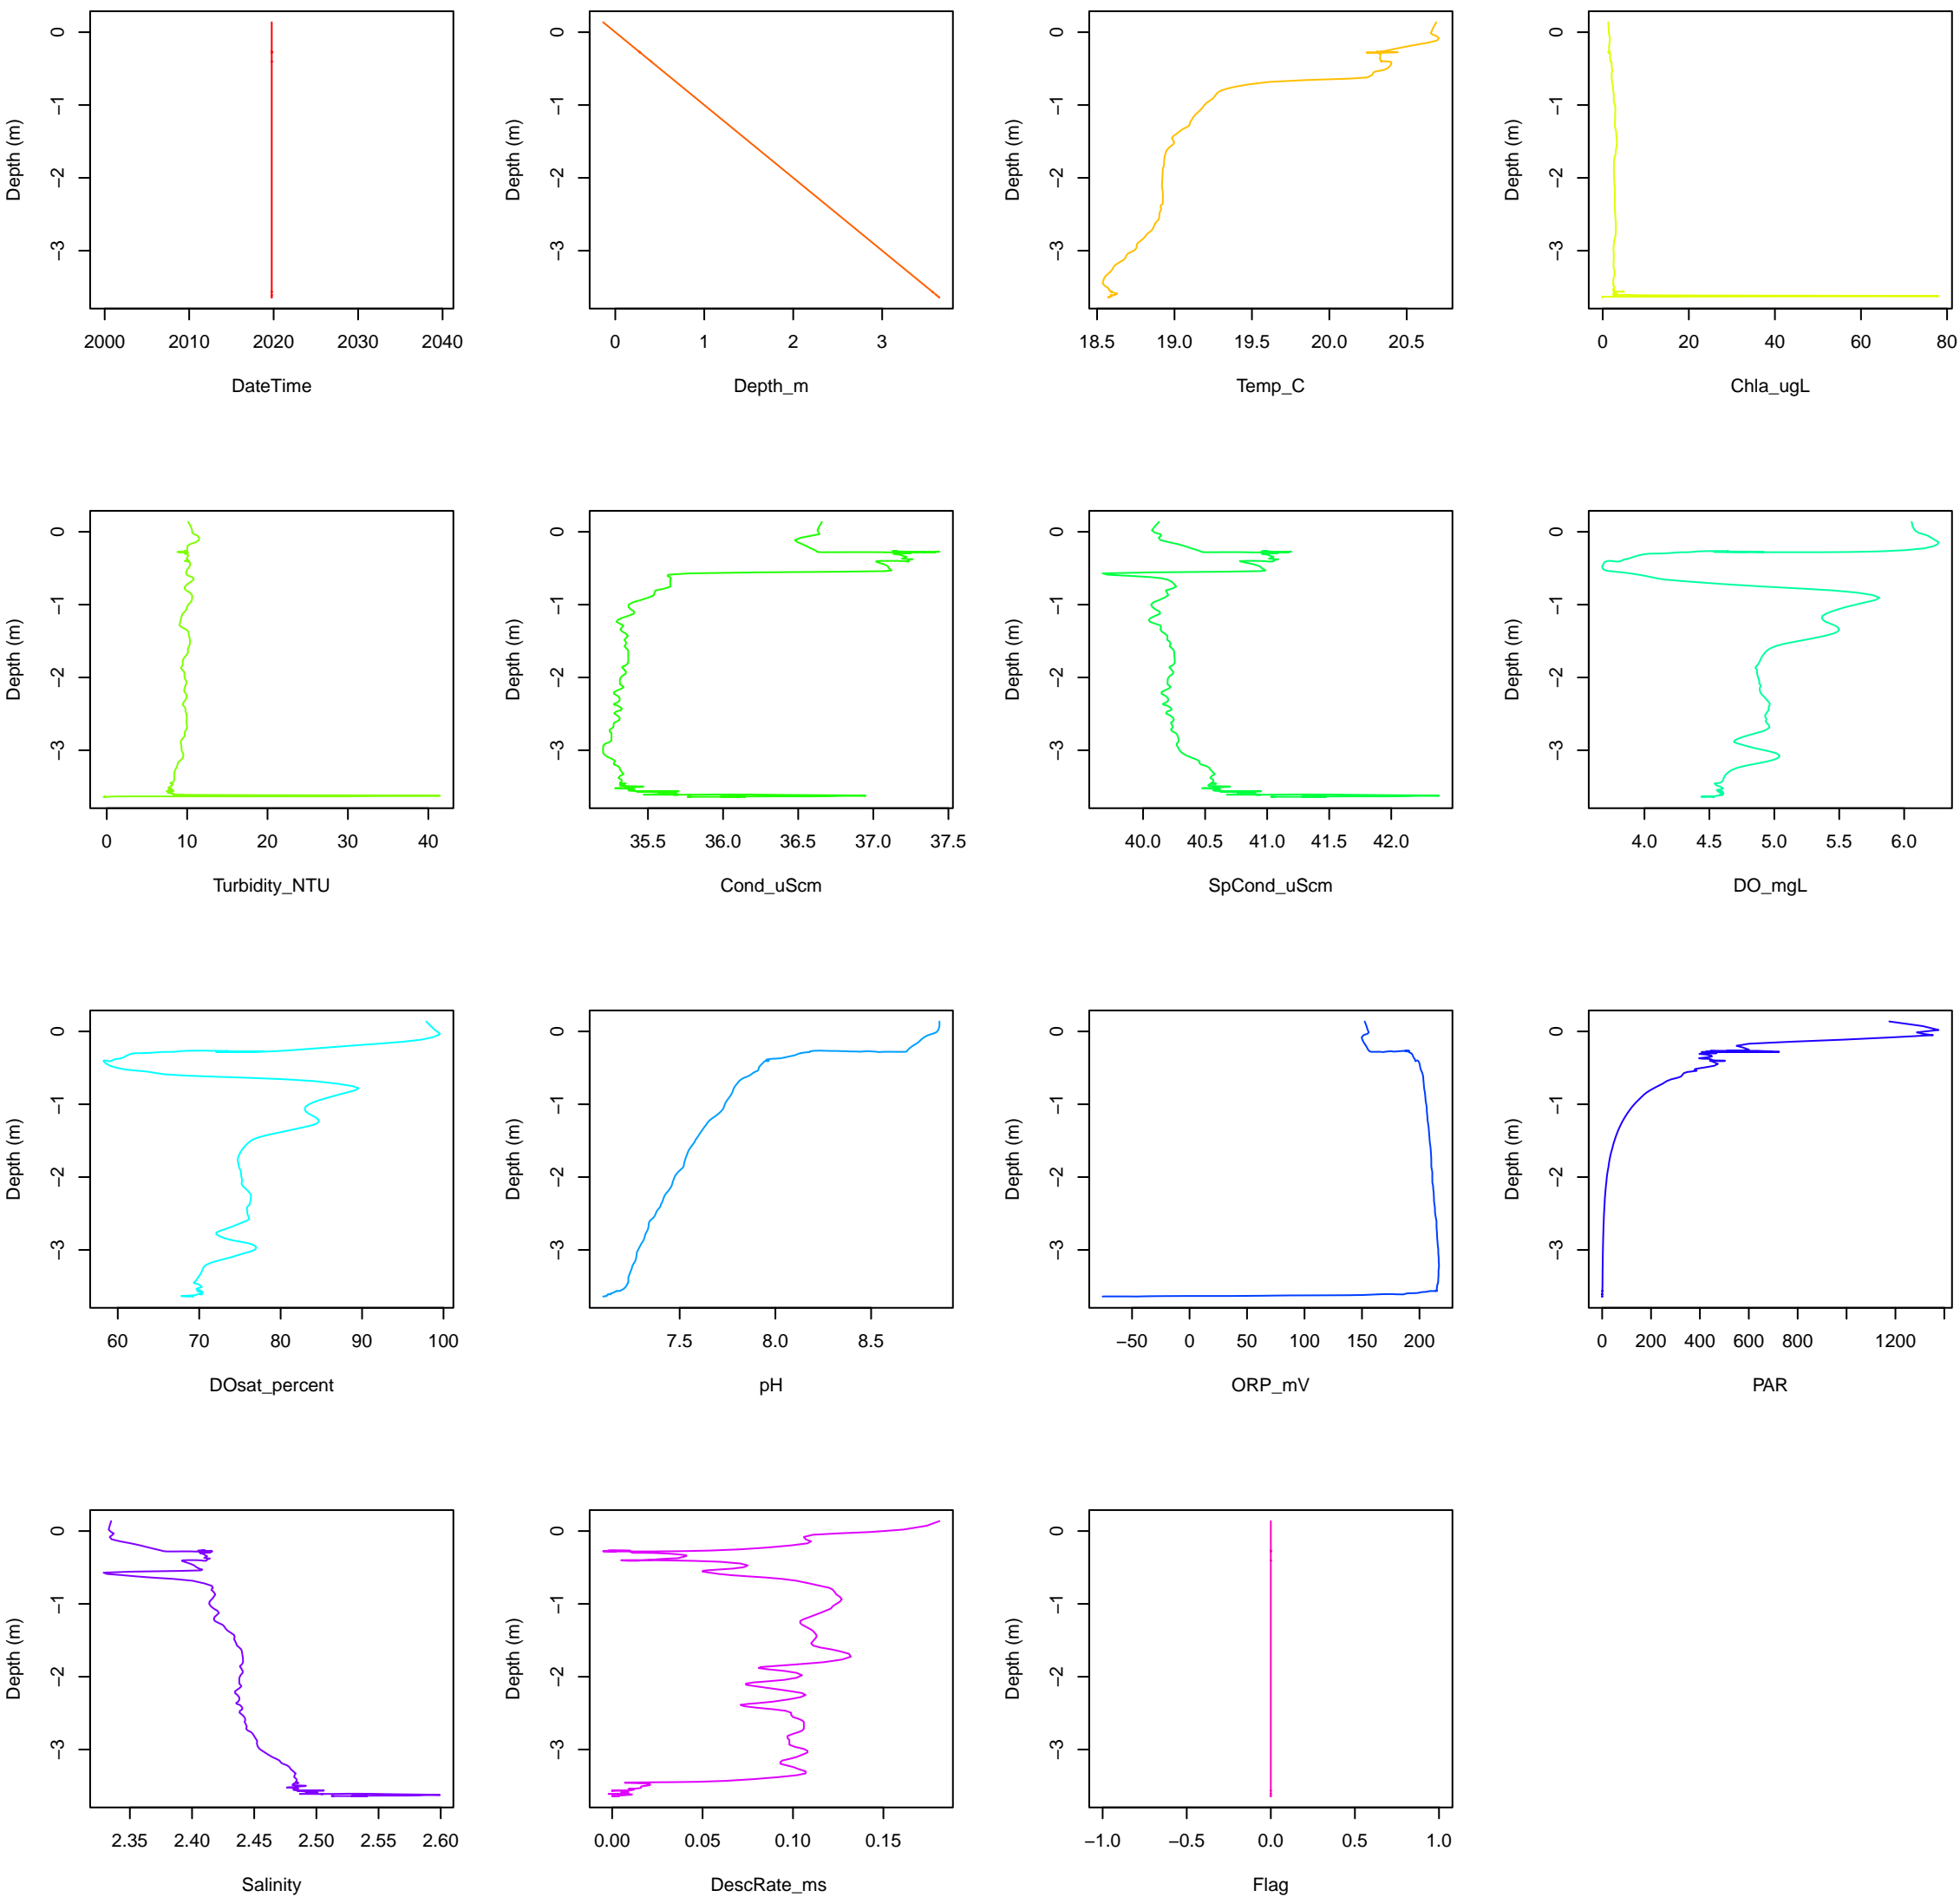 Depth (m)
0
−1
−2
−3
2000 2010 2020 2030 2040
DateTime
Depth (m)
0
−1
−2
−3
0 1 2 3
Depth_m
Depth (m)
0
−1
−2
−3
18.5 19.0 19.5 20.0 20.5
Temp_C
Depth (m)
0
−1
−2
−3
0 20 40 60 80
Chla_ugL
Depth (m)
0
−1
−2
−3
0 10 20 30 40
Turbidity_NTU
Depth (m)
0
−1
−2
−3
35.5 36.0 36.5 37.0 37.5
Cond_uScm
Depth (m)
0
−1
−2
−3
40.0 40.5 41.0 41.5 42.0
SpCond_uScm
Depth (m)
0
−1
−2
−3
4.0 4.5 5.0 5.5 6.0
DO_mgL
Depth (m)
0
−1
−2
−3
60 70 80 90 100
DOsat_percent
Depth (m)
0
−1
−2
−3
7.5 8.0 8.5
pH
Depth (m)
0
−1
−2
−3
−50 0 50 100 150 200
ORP_mV
Depth (m)
0
−1
−2
−3
0 200 400 600 800 1200
PAR
Depth (m)
0
−1
−2
−3
2.35 2.40 2.45 2.50 2.55 2.60
Salinity
Depth (m)
0
−1
−2
−3
0.00 0.05 0.10 0.15
DescRate_ms
Depth (m)
0
−1
−2
−3
−1.0 −0.5 0.0 0.5 1.0
Flag